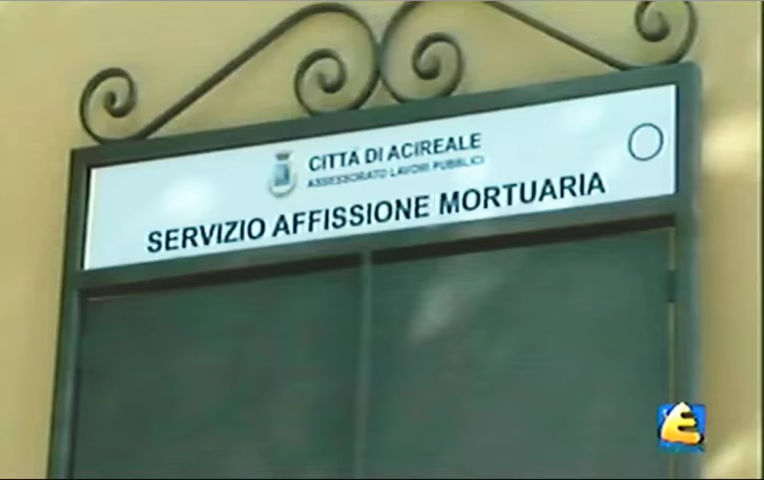 CITTÀ DI ACIREALE
ASSESSORATO LAVORI PUBBLICI
SERVIZIO AFFISSIONE MORTUARIA